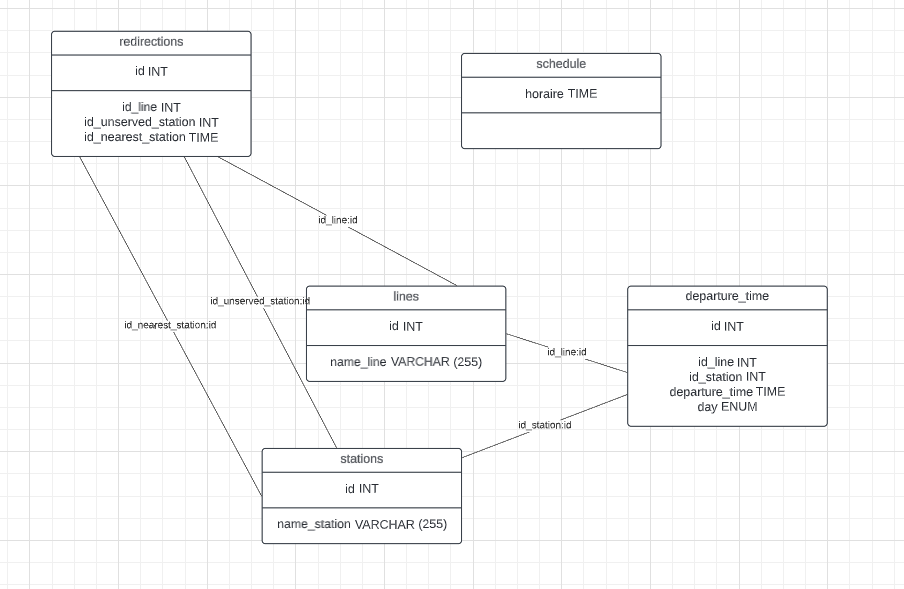 redirections
id INT
id_line INT
id_unserved_station INT
id_nearest_station TIME
schedule
horaire TIME
id_line:id
id_unserved_station:id
id_nearest_station:id
lines
id INT
name_line VARCHAR (255)
id_line:id
departure_time
id INT
id_line INT
id_station INT
departure_time TIME
day ENUM
id_station:id
stations
id INT
name_station VARCHAR (255)